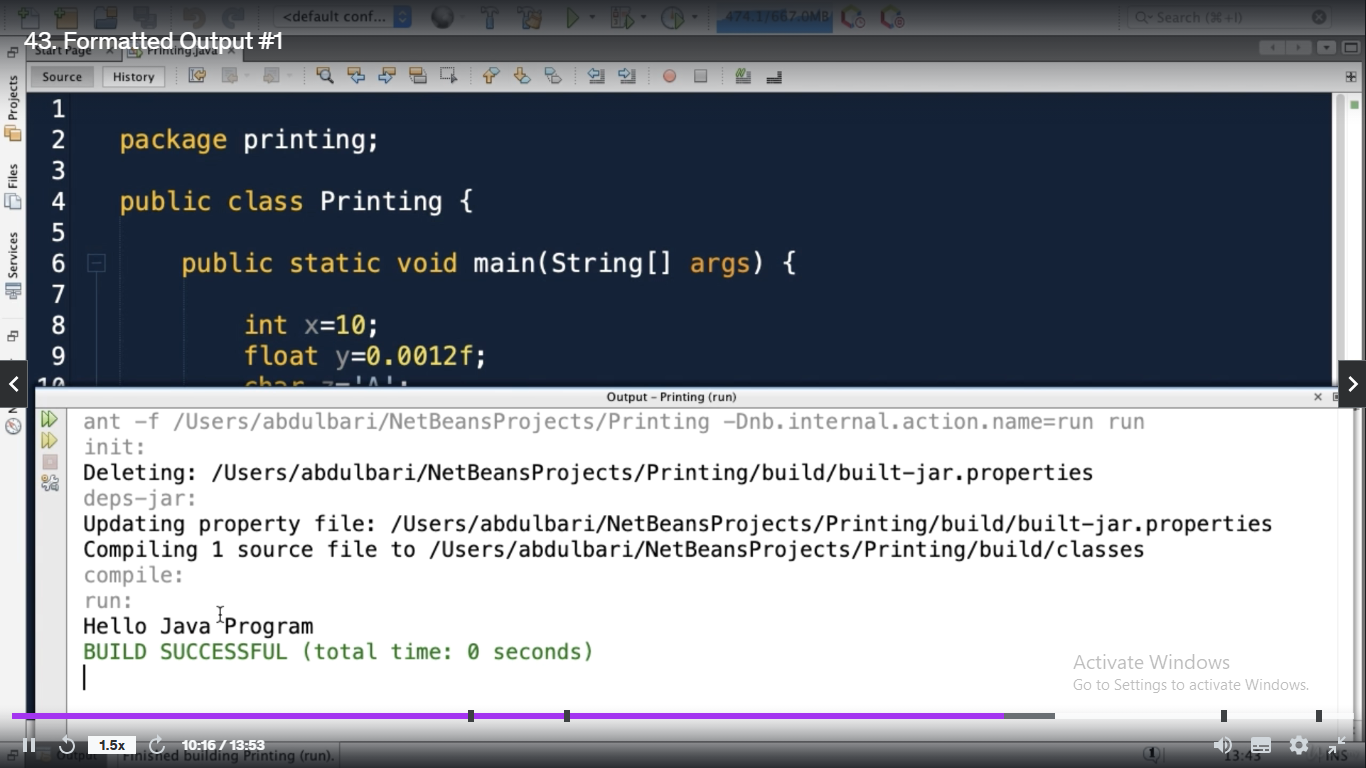 <default conf...
474.1/667.0MB
Search (⌘+I)
43. Formatted Output #1
Start Page
Printing.java
Source
History
Projects
Files
Services
1
2 package printing;
3
4 public class Printing {
5
6 public static void main(String[] args) {
7
8 int x=10;
9 float y=0.0012f;
10 char z='A';
Output – Printing (run)
ant -f /Users/abdulbari/NetBeansProjects/Printing -Dnb.internal.action.name=run run
init:
Deleting: /Users/abdulbari/NetBeansProjects/Printing/build/built-jar.properties
deps-jar:
Updating property file: /Users/abdulbari/NetBeansProjects/Printing/build/built-jar.properties
Compiling 1 source file to /Users/abdulbari/NetBeansProjects/Printing/build/classes
compile:
run:
Hello Java Program
BUILD SUCCESSFUL (total time: 0 seconds)
Activate Windows
Go to Settings to activate Windows.
1.5x
10:16 / 13:53
Output
Finished building Printing (run).
1
13:43
INS